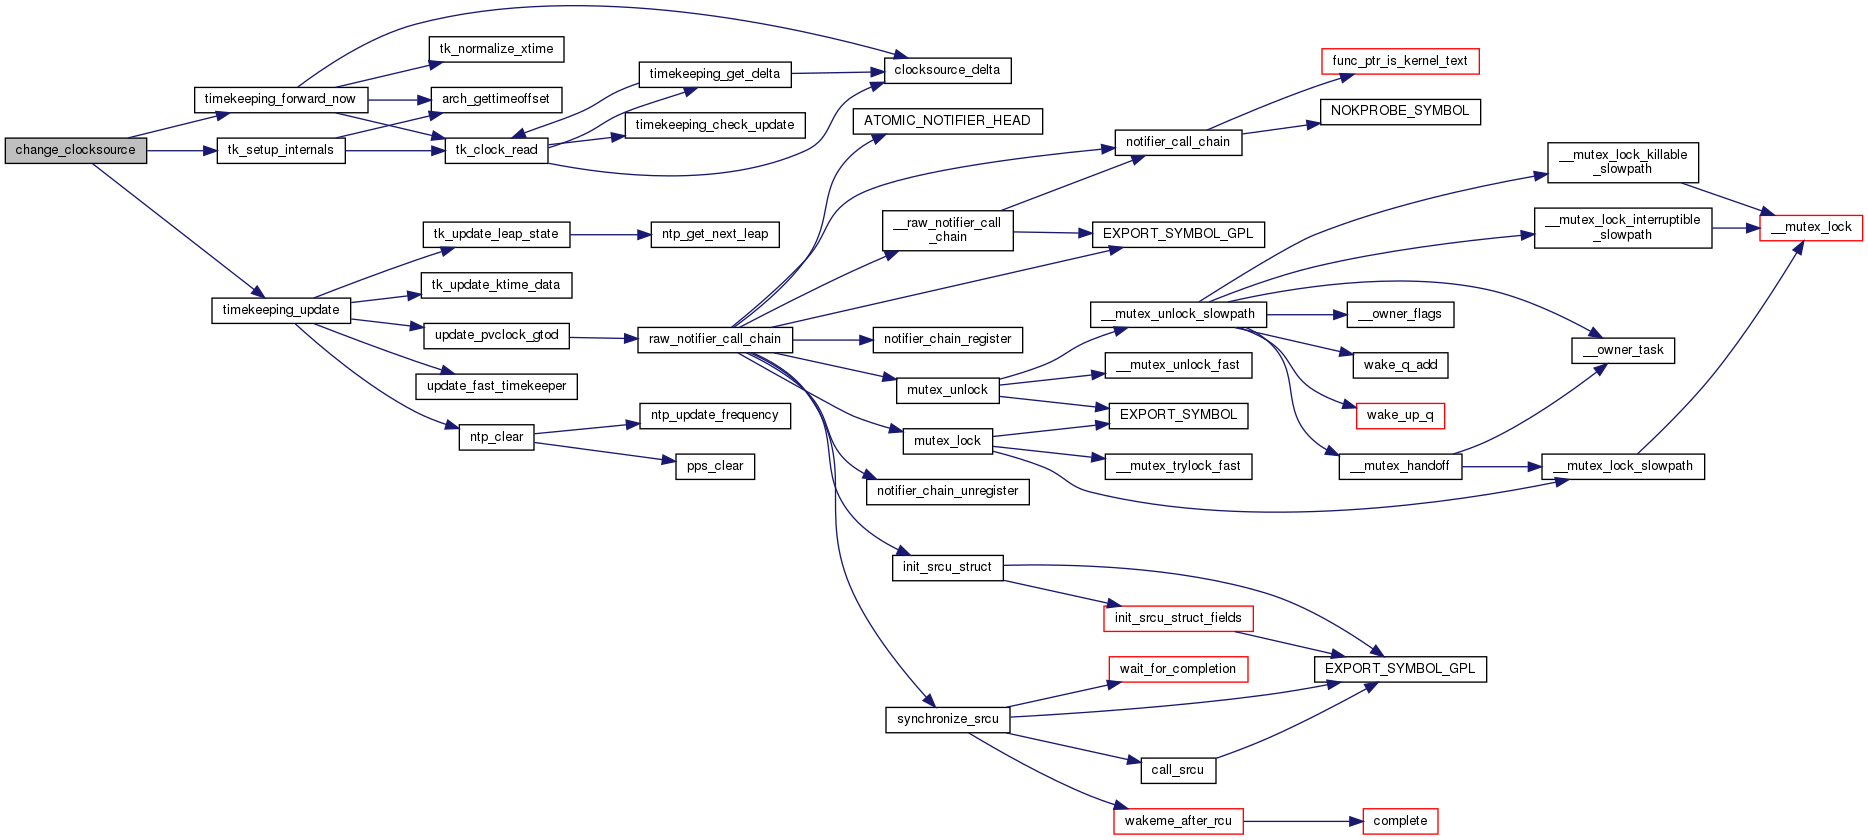 change_clocksource
timekeeping_forward_now
tk_setup_internals
timekeeping_update
tk_normalize_xtime
arch_gettimeoffset
tk_clock_read
tk_update_leap_state
tk_update_ktime_data
update_pvclock_gtod
update_fast_timekeeper
ntp_clear
timekeeping_get_delta
timekeeping_check_update
ntp_get_next_leap
raw_notifier_call_chain
ntp_update_frequency
pps_clear
clocksource_delta
ATOMIC_NOTIFIER_HEAD
__raw_notifier_call
_chain
notifier_chain_register
mutex_unlock
mutex_lock
notifier_chain_unregister
init_srcu_struct
synchronize_srcu
notifier_call_chain
EXPORT_SYMBOL_GPL
__mutex_unlock_slowpath
__mutex_unlock_fast
EXPORT_SYMBOL
__mutex_trylock_fast
init_srcu_struct_fields
wait_for_completion
call_srcu
wakeme_after_rcu
func_ptr_is_kernel_text
NOKPROBE_SYMBOL
__owner_flags
wake_q_add
wake_up_q
__mutex_handoff
EXPORT_SYMBOL_GPL
complete
__mutex_lock_killable
_slowpath
__mutex_lock_interruptible
_slowpath
__owner_task
__mutex_lock_slowpath
__mutex_lock